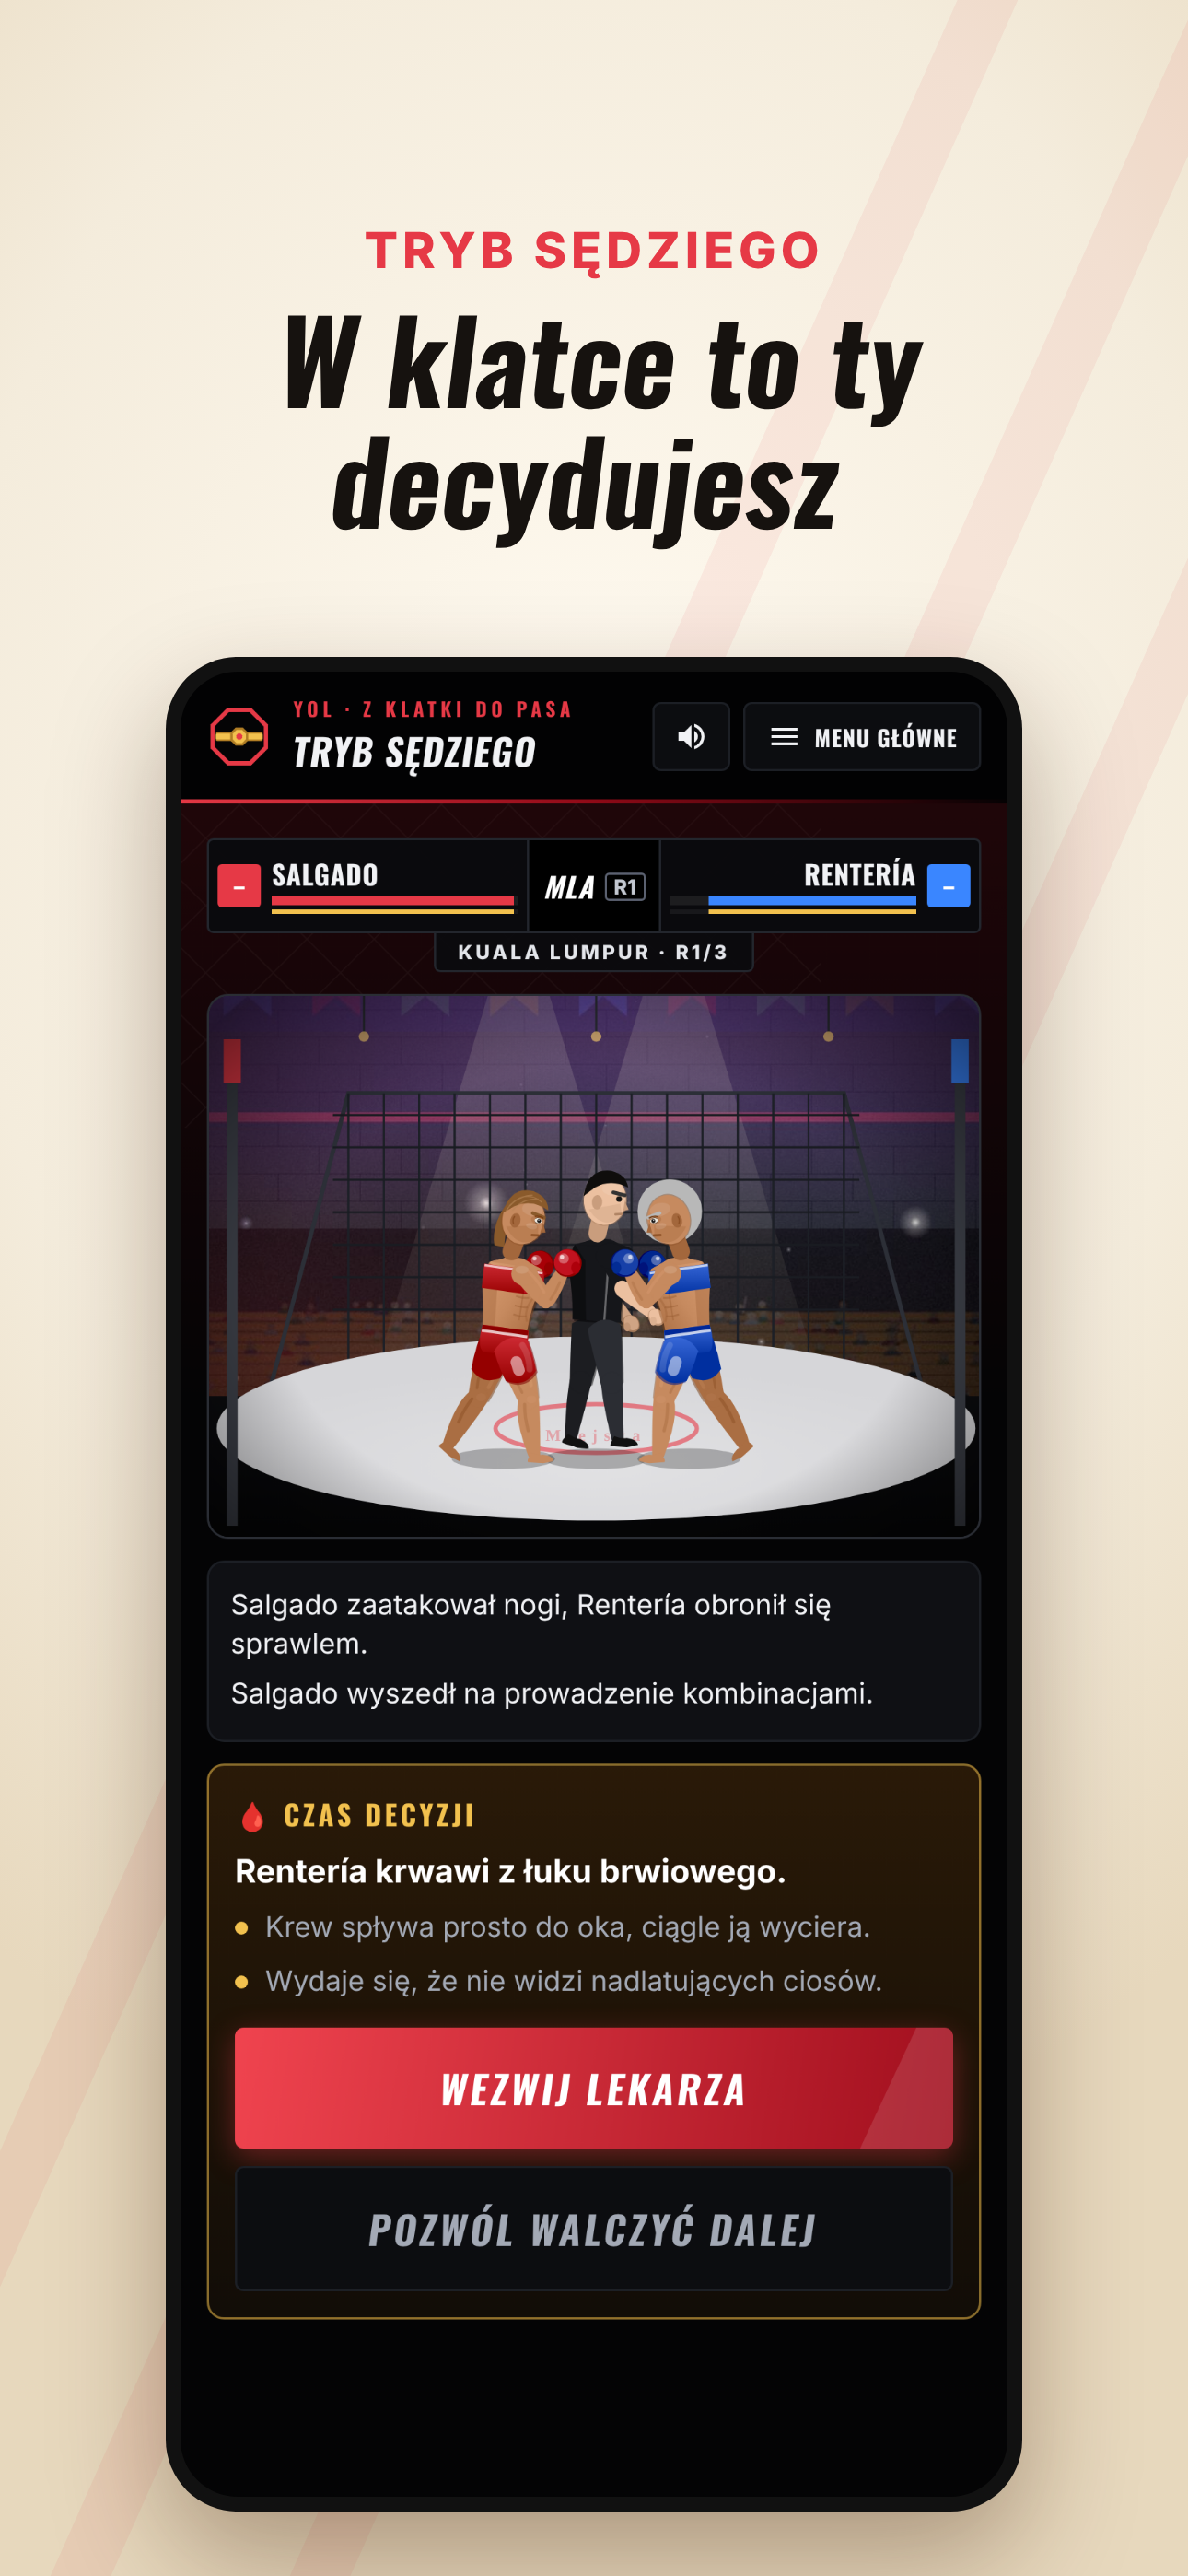 TRYB SĘDZIEGO
W klatce to ty
decydujesz
YOL · Z KLATKI DO PASA
TRYB SĘDZIEGO
MENU GŁÓWNE
– SALGADO
MLA R1
RENTERÍA –
KUALA LUMPUR · R1/3
Salgado zaatakował nogi, Rentería obronił się
sprawlem.
Salgado wyszedł na prowadzenie kombinacjami.
CZAS DECYZJI
Rentería krwawi z łuku brwiowego.
Krew spływa prosto do oka, ciągle ją wyciera.
Wydaje się, że nie widzi nadlatujących ciosów.
WEZWIJ LEKARZA
POZWÓL WALCZYĆ DALEJ